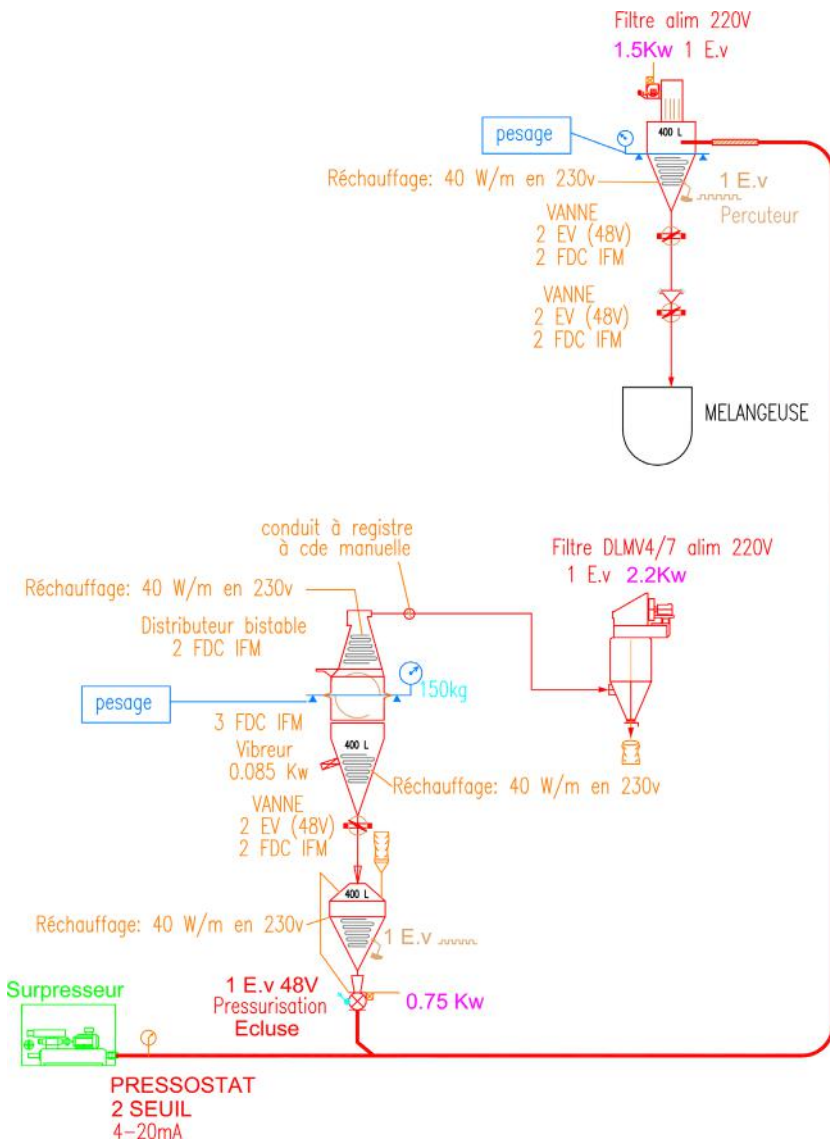 Filtre alim 220V
1.5Kw 1 E.v
400 L
pesage
Réchauffage: 40 W/m en 230v
1 E.v
Percuteur
VANNE
2 EV (48V)
2 FDC IFM
VANNE
2 EV (48V)
2 FDC IFM
MELANGEUSE
conduit à registre
à cde manuelle
Filtre DLMV4/7 alim 220V
1 E.v 2.2Kw
Réchauffage: 40 W/m en 230v
Distributeur bistable
2 FDC IFM
150kg
pesage
3 FDC IFM
Vibreur
0.085 Kw
400 L
Réchauffage: 40 W/m en 230v
VANNE
2 EV (48V)
2 FDC IFM
400 L
Réchauffage: 40 W/m en 230v
1 E.v
1 E.v 48V
Pressurisation
Ecluse
0.75 Kw
Surpresseur
PRESSOSTAT
2 SEUIL
4-20mA